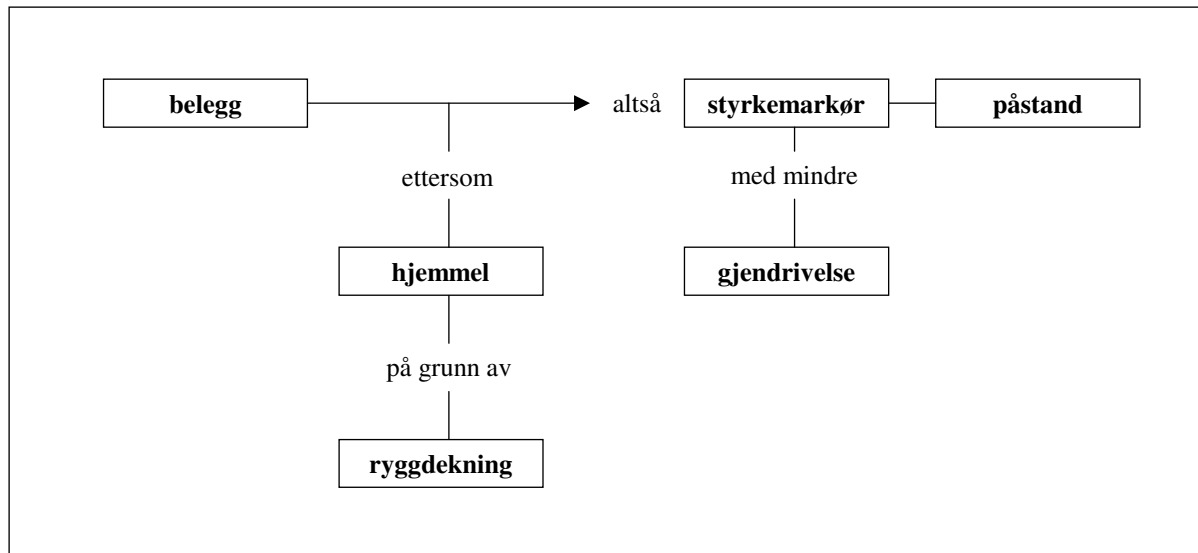 belegg altså styrkemarkør påstand
ettersom med mindre
hjemmel gjendrivelse
på grunn av
ryggdekning